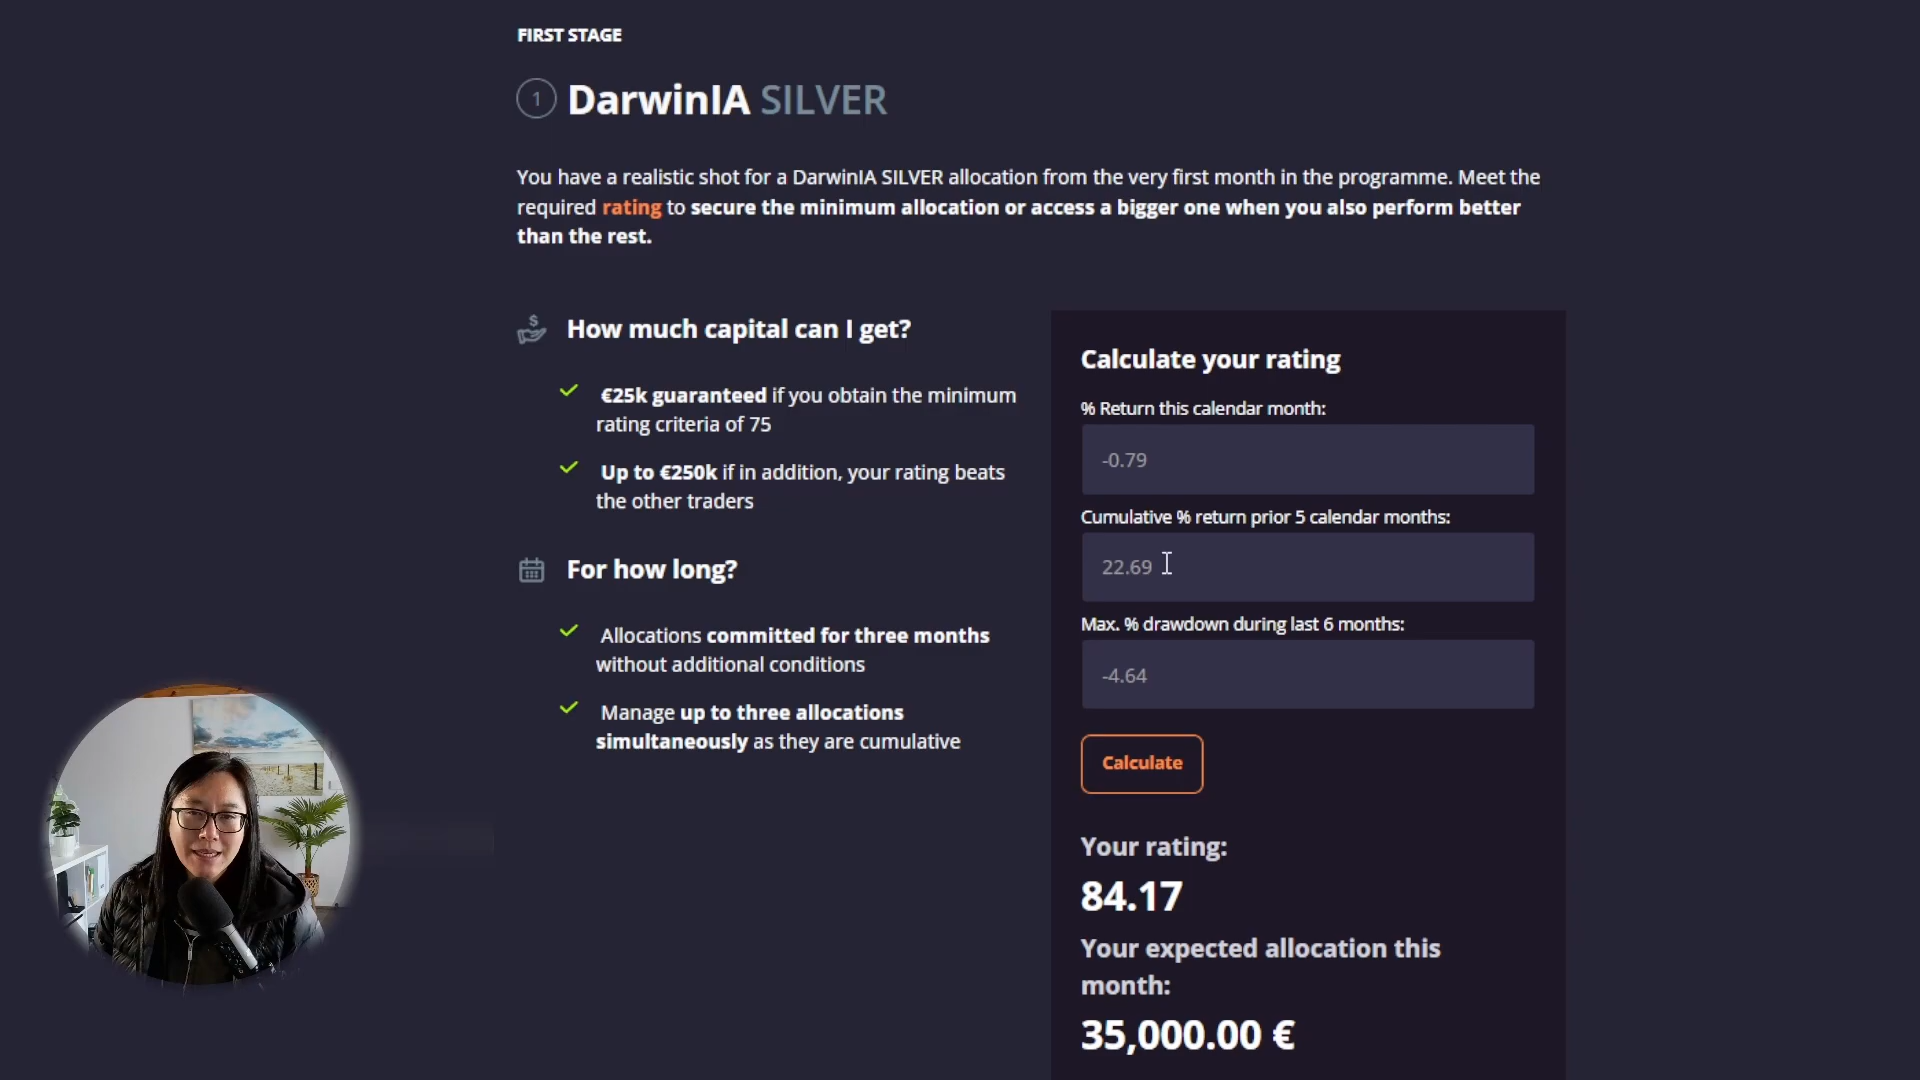 FIRST STAGE
1 DarwinIA SILVER
You have a realistic shot for a DarwinIA SILVER allocation from the very first month in the programme. Meet the
required rating to secure the minimum allocation or access a bigger one when you also perform better
than the rest.
How much capital can I get?
€25k guaranteed if you obtain the minimum
rating criteria of 75
Up to €250k if in addition, your rating beats
the other traders
For how long?
Allocations committed for three months
without additional conditions
Manage up to three allocations
simultaneously as they are cumulative
Calculate your rating
% Return this calendar month:
-0.79
Cumulative % return prior 5 calendar months:
22.69
Max. % drawdown during last 6 months:
-4.64
Calculate
Your rating:
84.17
Your expected allocation this
month:
35,000.00 €